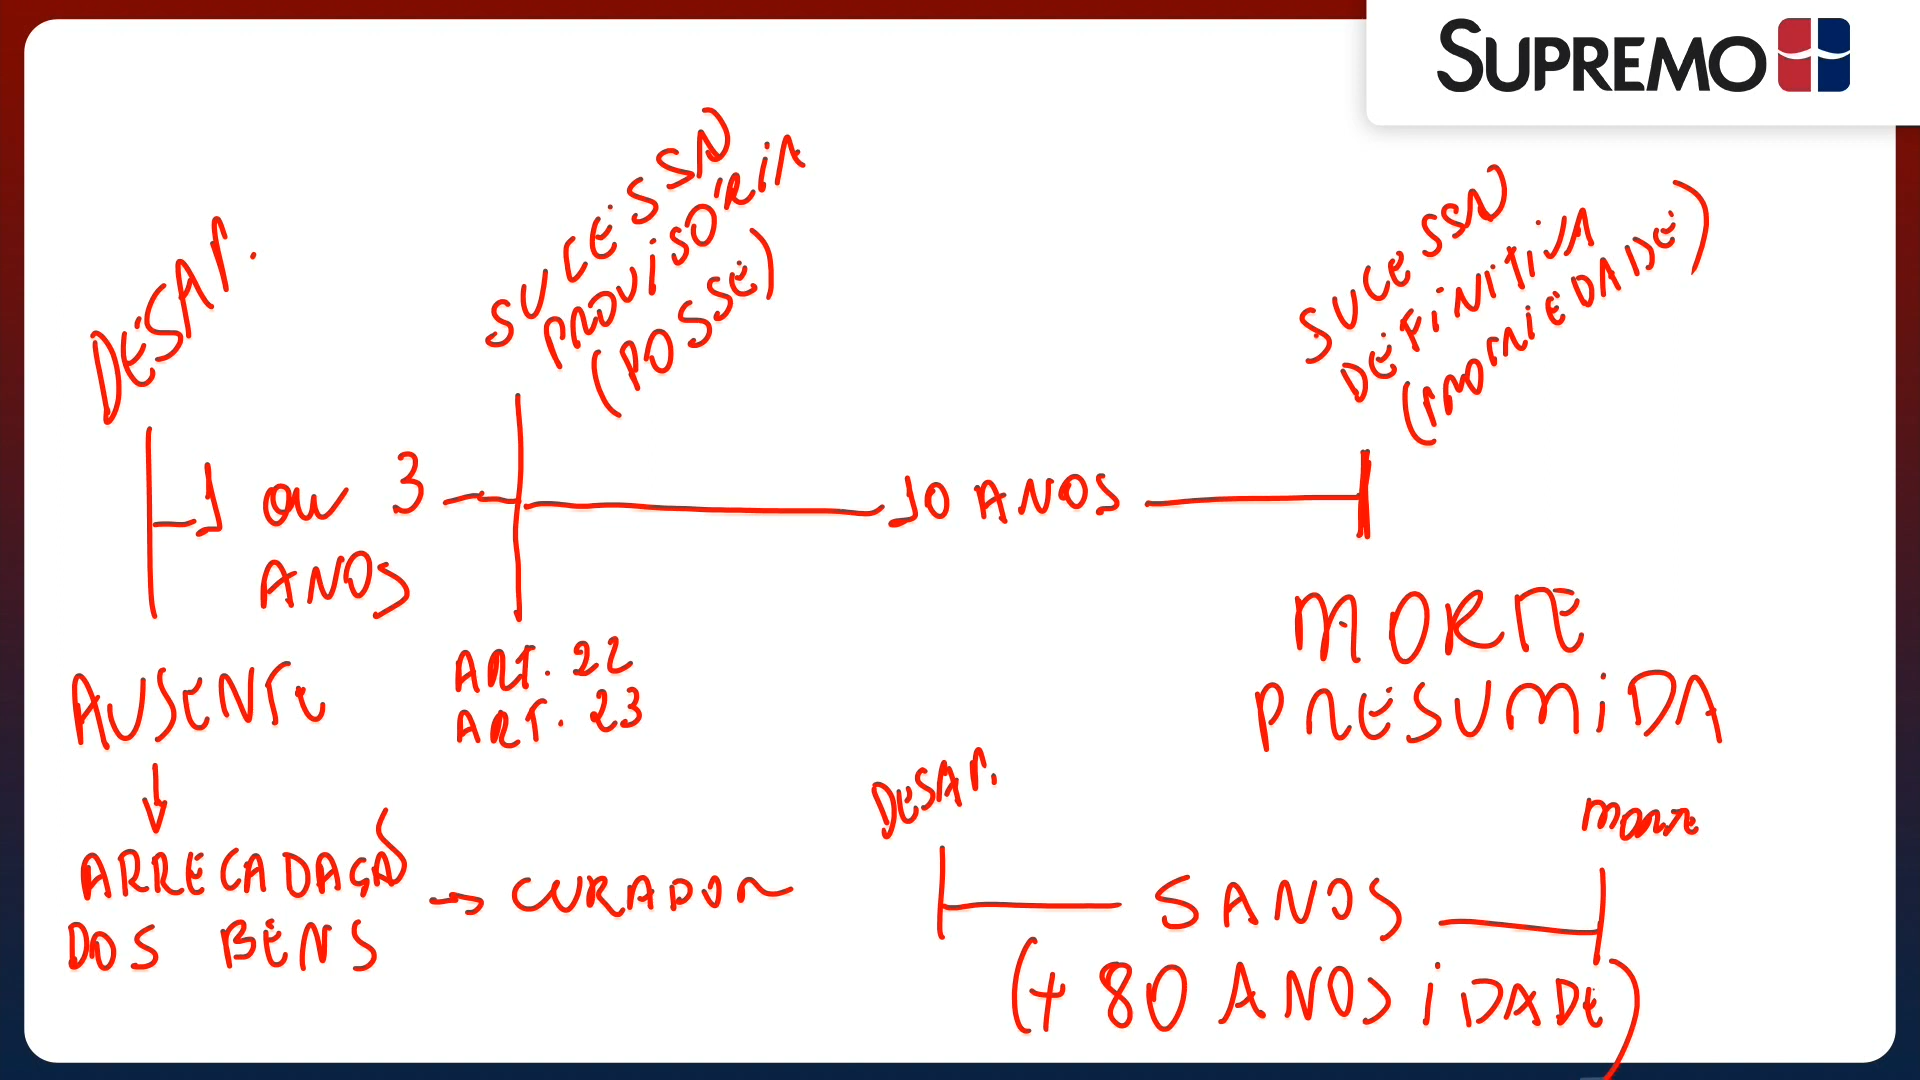 SUPREMO
DESAP.
SUCESSÃO
PROVISÓRIA
(POSSE)
SUCESSÃO
DEFINITIVA
(PROPRIEDADE)
1 ou 3
ANOS
10 ANOS
AUSENTE
ART. 22
ART. 23
MORTE
PRESUMIDA
ARRECADAÇÃO
DOS BENS
→ CURADOR
DESAP.
MORTE
5 ANOS
(+ 80 ANOS IDADE)